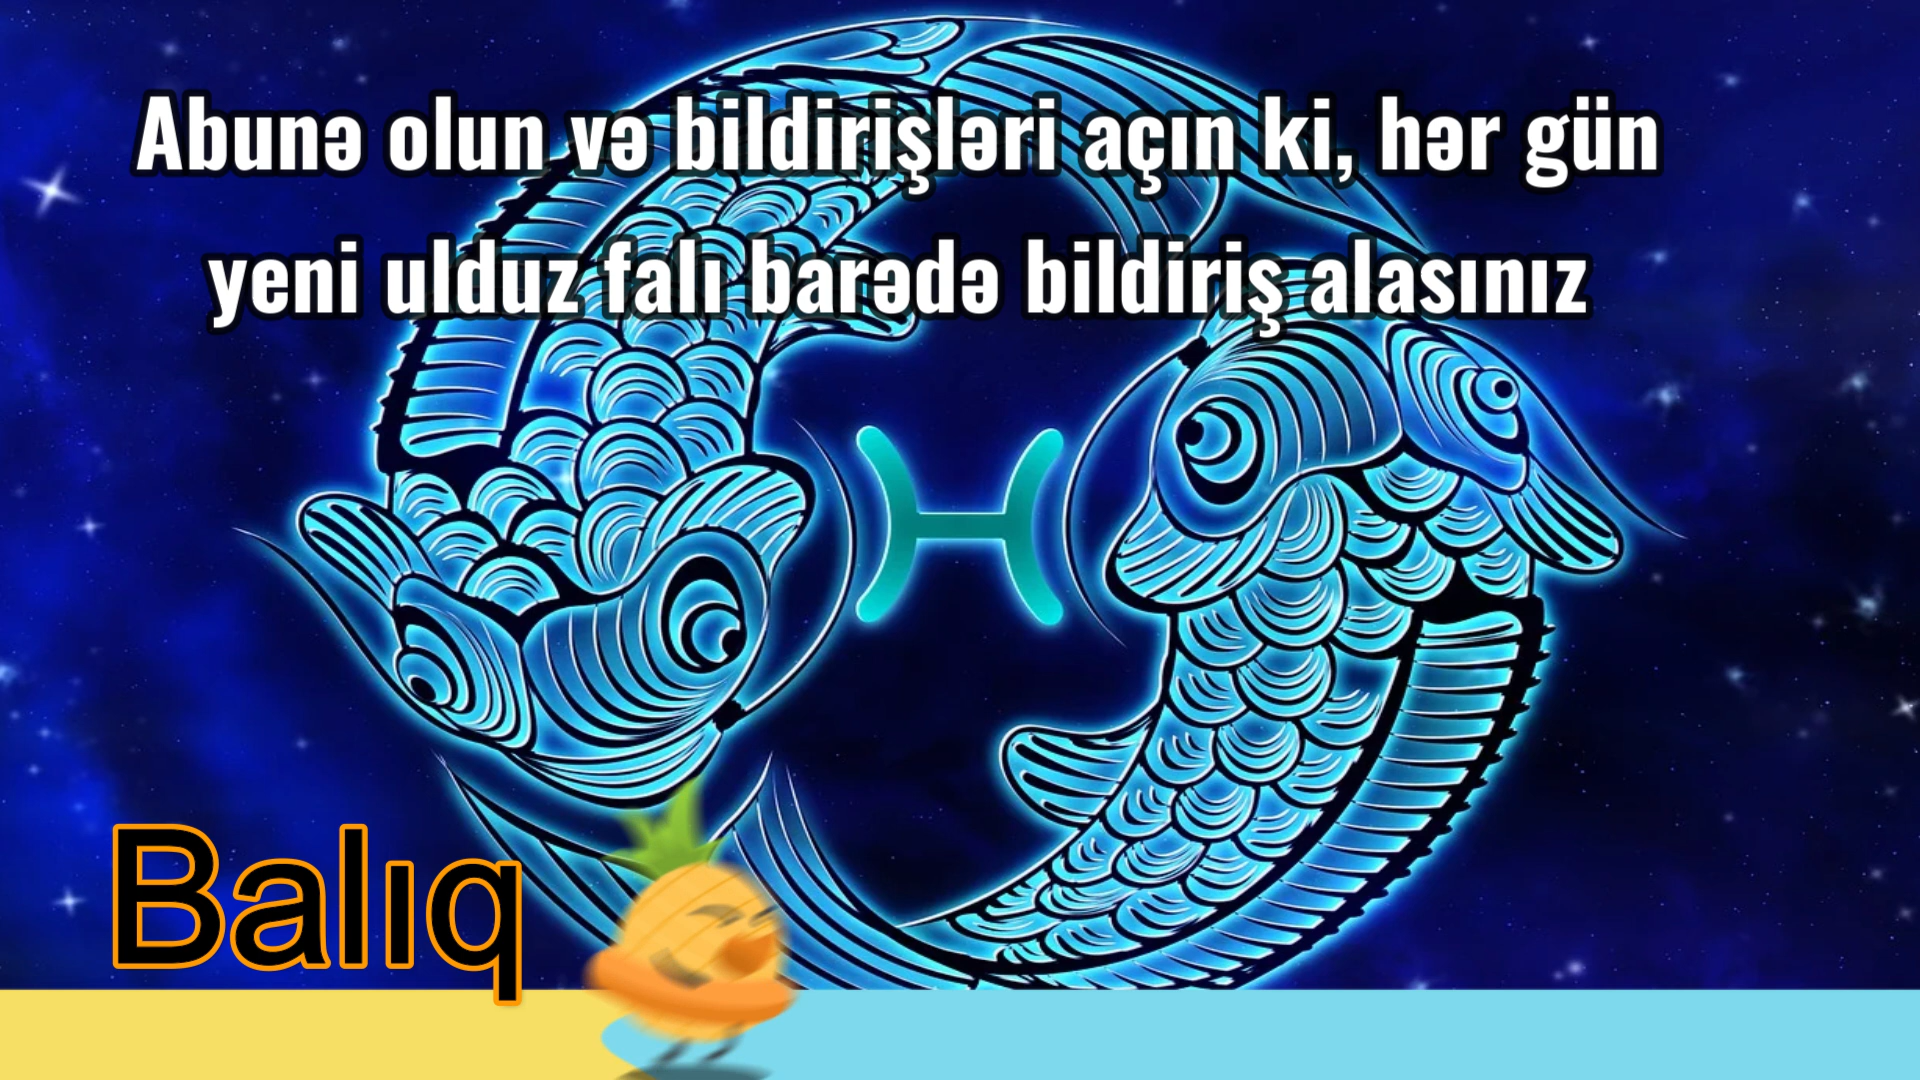 Abunə olun və bildirişləri açın ki, hər gün
yeni ulduz falı barədə bildiriş alasınız
Balıq